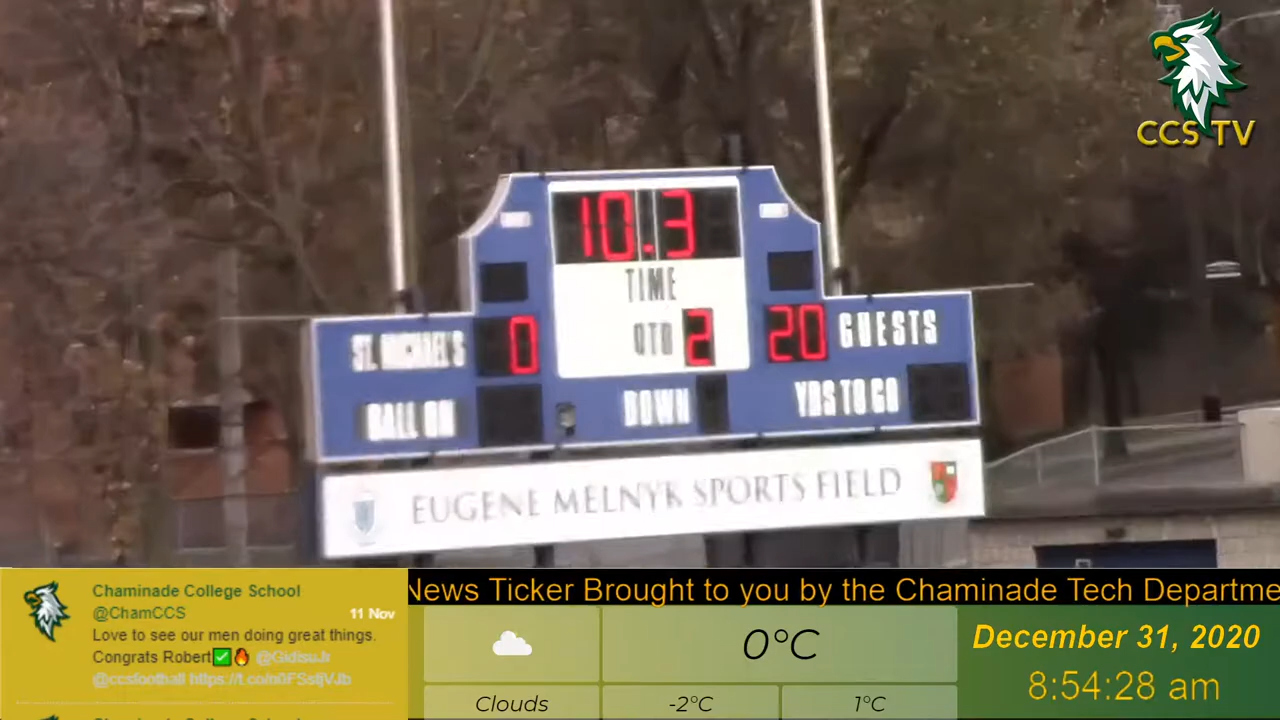 CCS TV
10.3
TIME
ST. MICHAEL'S 0 QTR 2 20 GUESTS
BALL ON DOWN YDS TO GO
EUGENE MELNYK SPORTS FIELD
Chaminade College School
@ChamCCS 11 Nov
Love to see our men doing great things.
Congrats Robert✅🔥 @GidisuJr
@ccsfootball
News Ticker Brought to you by the Chaminade Tech Departme
0°C
Clouds -2°C 1°C
December 31, 2020
8:54:28 am